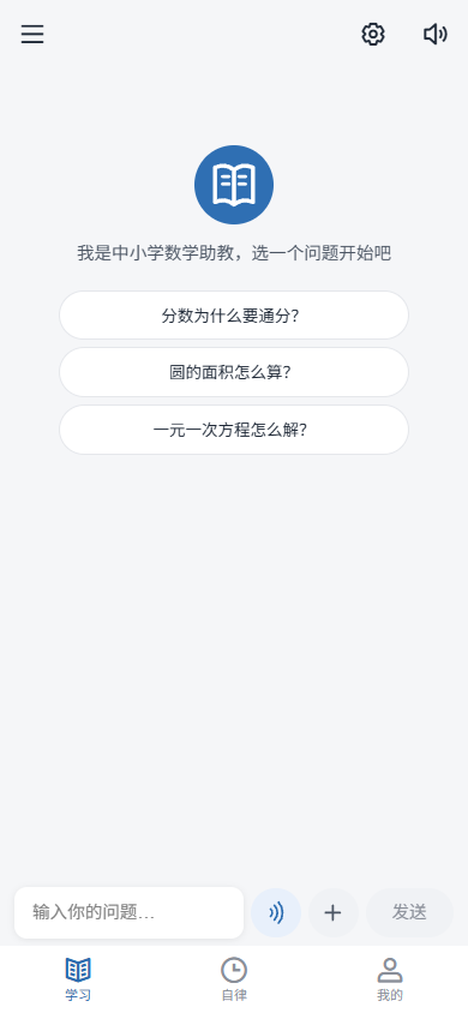 我是中小学数学助教，选一个问题开始吧
分数为什么要通分？
圆的面积怎么算？
一元一次方程怎么解？
输入你的问题…
发送
学习
自律
我的